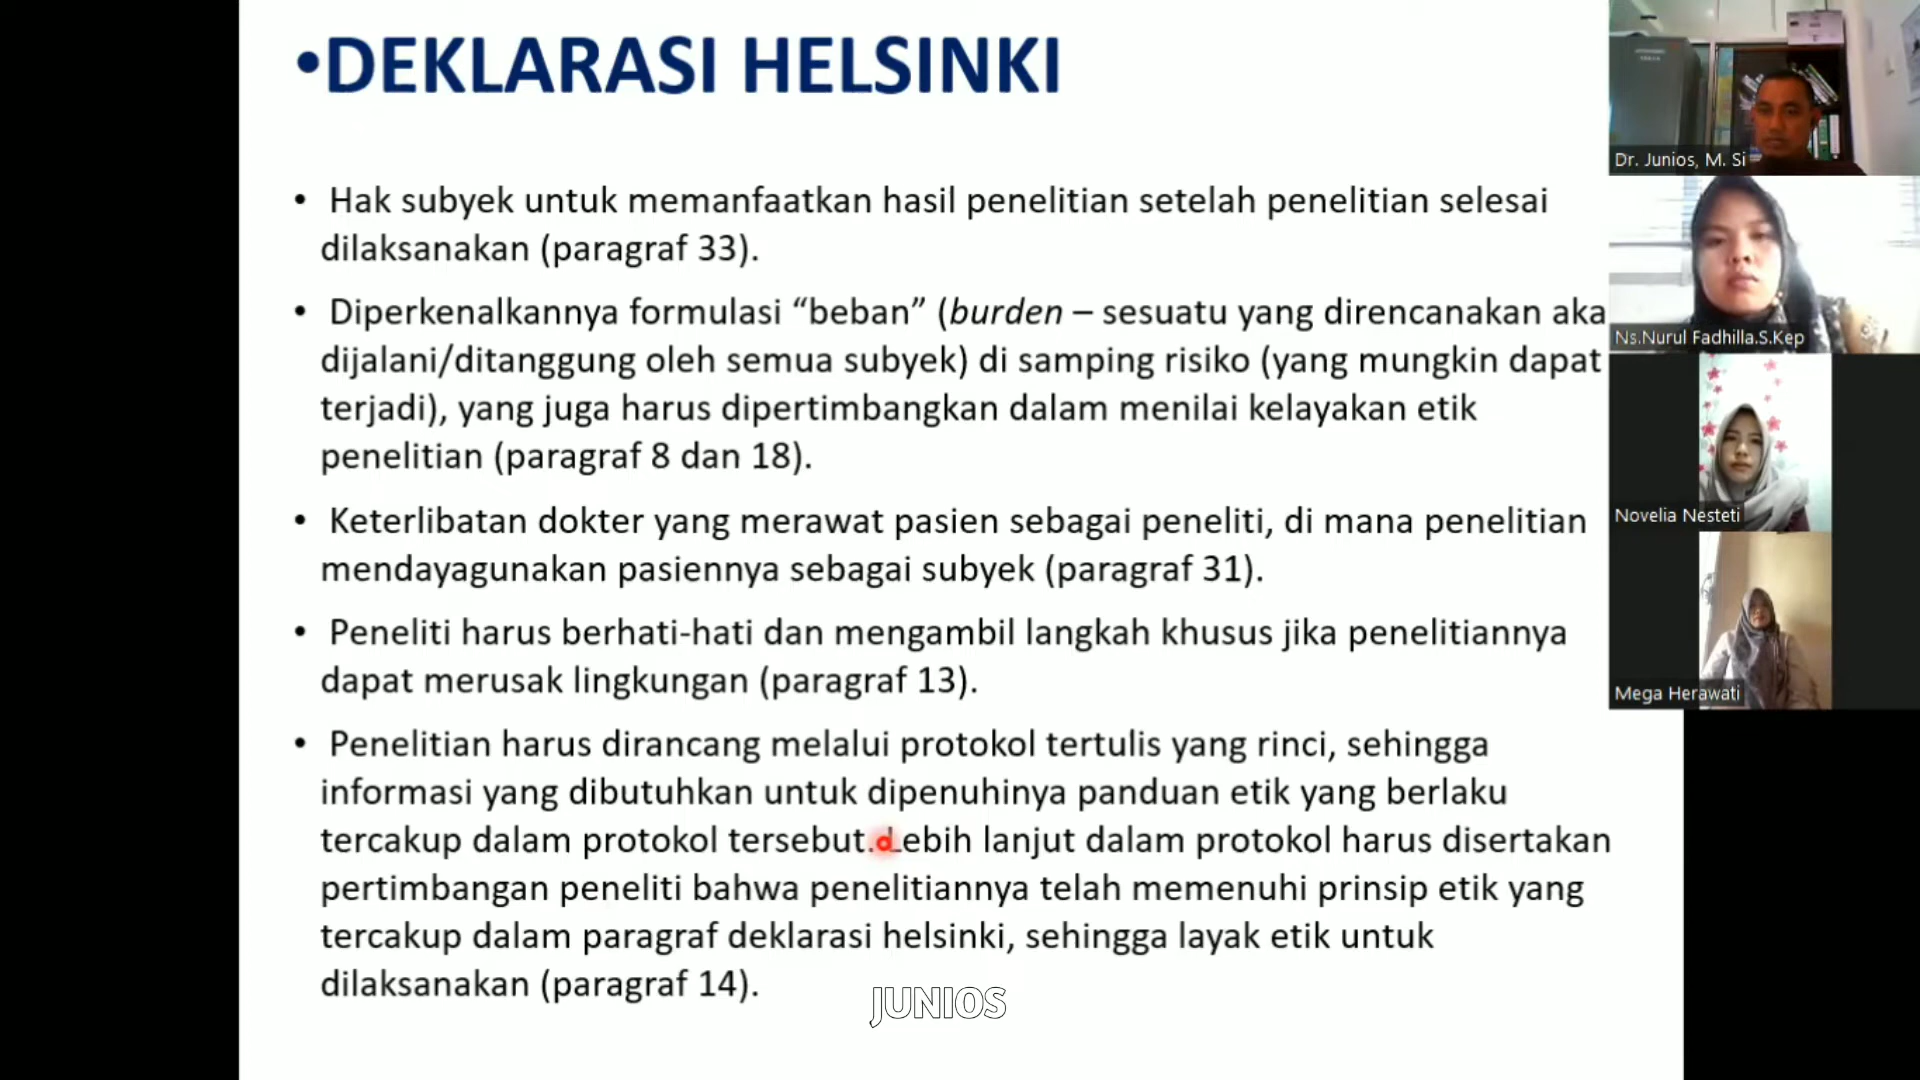 •DEKLARASI HELSINKI
• Hak subyek untuk memanfaatkan hasil penelitian setelah penelitian selesai
dilaksanakan (paragraf 33).
• Diperkenalkannya formulasi “beban” (burden – sesuatu yang direncanakan aka
dijalani/ditanggung oleh semua subyek) di samping risiko (yang mungkin dapat
terjadi), yang juga harus dipertimbangkan dalam menilai kelayakan etik
penelitian (paragraf 8 dan 18).
• Keterlibatan dokter yang merawat pasien sebagai peneliti, di mana penelitian
mendayagunakan pasiennya sebagai subyek (paragraf 31).
• Peneliti harus berhati-hati dan mengambil langkah khusus jika penelitiannya
dapat merusak lingkungan (paragraf 13).
• Penelitian harus dirancang melalui protokol tertulis yang rinci, sehingga
informasi yang dibutuhkan untuk dipenuhinya panduan etik yang berlaku
tercakup dalam protokol tersebut. Lebih lanjut dalam protokol harus disertakan
pertimbangan peneliti bahwa penelitiannya telah memenuhi prinsip etik yang
tercakup dalam paragraf deklarasi helsinki, sehingga layak etik untuk
dilaksanakan (paragraf 14).
JUNIOS
Dr. Junios, M. Si
Ns.Nurul Fadhilla.S.Kep
Novelia Nesteti
Mega Herawati